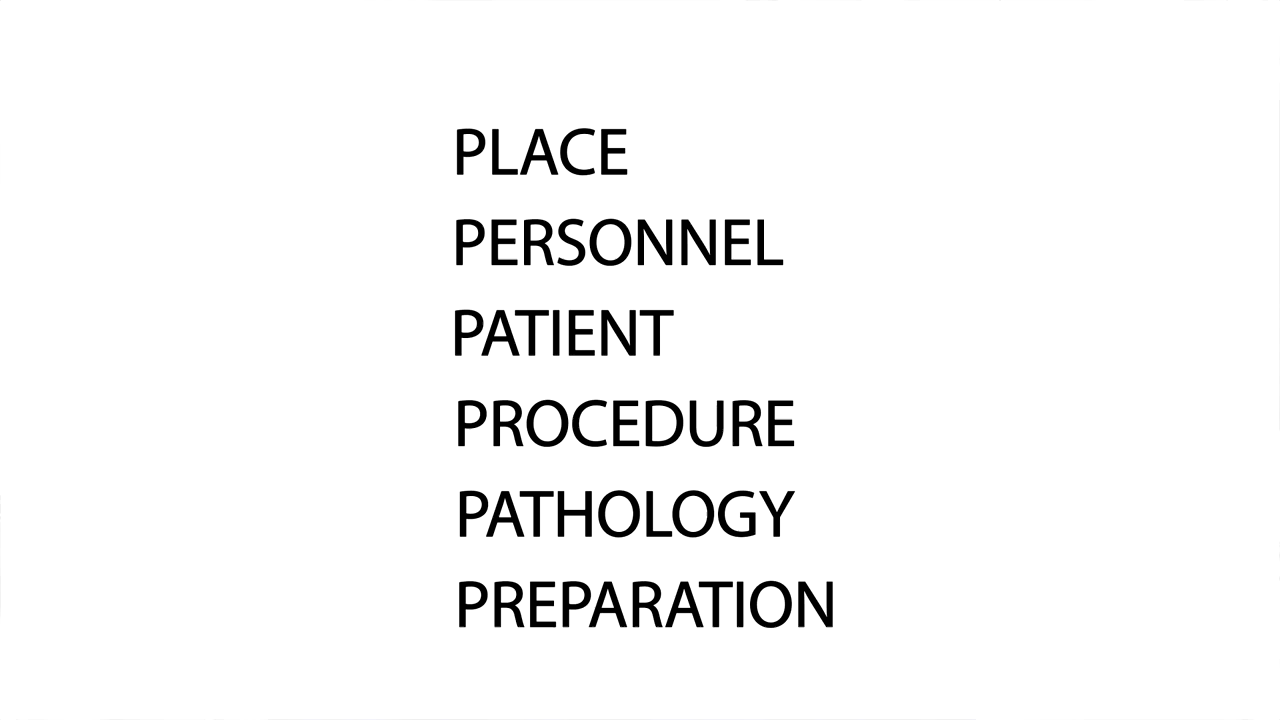 PLACE
PERSONNEL
PATIENT
PROCEDURE
PATHOLOGY
PREPARATION